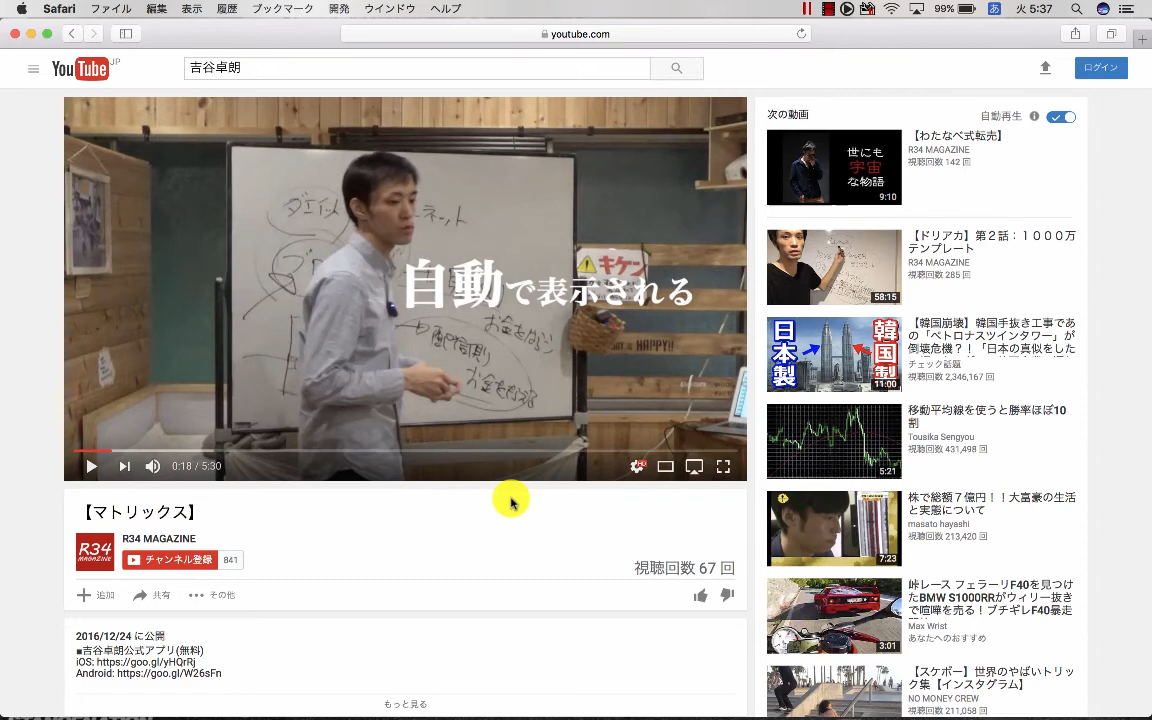 Safari ファイル 編集 表示 履歴 ブックマーク 開発 ウインドウ ヘルプ 99% あ 火 5:37
youtube.com
YouTube JP
吉谷卓朗
ログイン
自動で表示される
ダイエット ネット
キケン
HAPPY!!
お金をもらう
0:18 / 5:30
【マトリックス】
R34 MAGAZINE
R34 MAGAZINE
チャンネル登録 841
視聴回数 67 回
追加 共有 その他
2016/12/24 に公開
■吉谷卓朗公式アプリ(無料)
iOS: https://goo.gl/yHQrRj
Android: https://goo.gl/W26sFn
もっと見る
次の動画
自動再生
世にも
宇宙
な物語
9:10
【わたなべ式転売】
R34 MAGAZINE
視聴回数 142 回
58:15
【ドリアカ】第２話：１０００万
テンプレート
R34 MAGAZINE
視聴回数 285 回
日本製
韓国製
11:00
【韓国崩壊】韓国手抜き工事であ
の「ペトロナスツインタワー」が
倒壊危機？！「日本の真似をした
チェック話題
視聴回数 2,346,167 回
5:21
移動平均線を使うと勝率ほぼ10
割
Tousika Sengyou
視聴回数 431,498 回
7:23
株で総額７億円！！大富豪の生活
と実態について
masato hayashi
視聴回数 213,420 回
3:01
峠レース フェラーリF40を見つけ
たBMW S1000RRがウィリー抜き
で喧嘩を売る！ブチギレF40暴走
Max Wrist
あなたへのおすすめ
【スケボー】世界のやばいトリッ
ク集【インスタグラム】
NO MONEY CREW
視聴回数 211,058 回